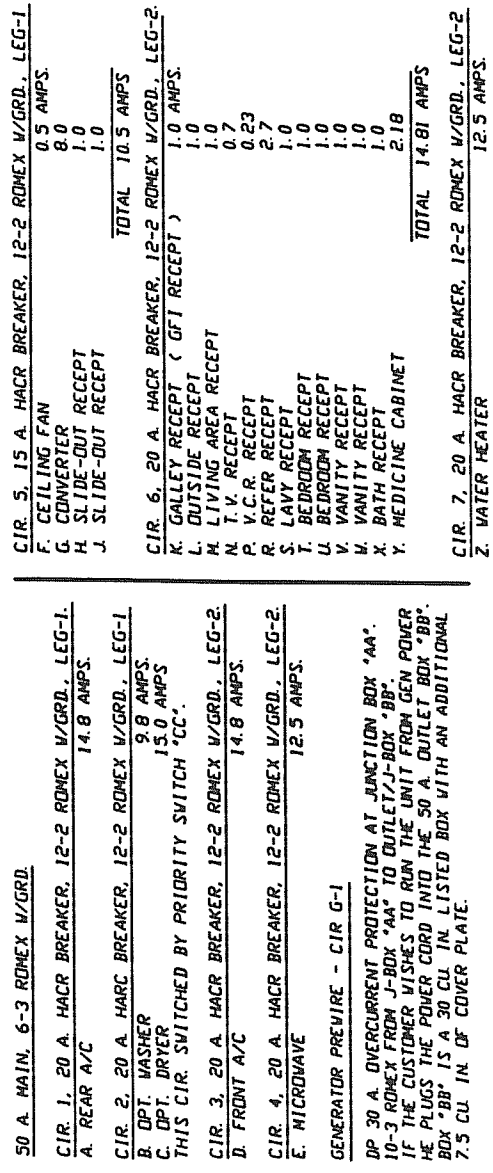 50 A. MAIN, 6-3 ROMEX W/GRD.
CIR. 1, 20 A. HACR BREAKER, 12-2 ROMEX W/GRD., LEG-1.
A. REAR A/C 14.8 AMPS.
CIR. 2, 20 A. HARC BREAKER, 12-2 ROMEX W/GRD., LEG-1
B. OPT. WASHER 9.8 AMPS.
C. OPT. DRYER 15.0 AMPS
THIS CIR. SWITCHED BY PRIORITY SWITCH "CC".
CIR. 3, 20 A. HACR BREAKER, 12-2 ROMEX W/GRD., LEG-2.
D. FRONT A/C 14.8 AMPS.
CIR. 4, 20 A. HACR BREAKER, 12-2 ROMEX W/GRD., LEG-2.
E. MICROWAVE 12.5 AMPS.
GENERATOR PREWIRE - CIR G-1
DP 30 A. OVERCURRENT PROTECTION AT JUNCTION BOX "AA".
10-3 ROMEX FROM J-BOX "AA" TO OUTLET/J-BOX "BB".
IF THE CUSTOMER WISHES TO RUN THE UNIT FROM GEN POWER
HE PLUGS THE POWER CORD INTO THE 50 A. OUTLET BOX "BB".
BOX "BB" IS A 30 CU. IN. LISTED BOX WITH AN ADDITIONAL
7.5 CU. IN. OF COVER PLATE.
CIR. 5, 15 A. HACR BREAKER, 12-2 ROMEX W/GRD., LEG-1
F. CEILING FAN 0.5 AMPS.
G. CONVERTER 8.0
H. SLIDE-OUT RECEPT 1.0
J. SLIDE-OUT RECEPT 1.0
TOTAL 10.5 AMPS
CIR. 6, 20 A. HACR BREAKER, 12-2 ROMEX W/GRD., LEG-2.
K. GALLEY RECEPT ( GFI RECEPT ) 1.0 AMPS.
L. OUTSIDE RECEPT 1.0
M. LIVING AREA RECEPT 1.0
N. T.V. RECEPT 0.7
P. V.C.R. RECEPT 0.23
R. REFER RECEPT 2.7
S. LAVY RECEPT 1.0
T. BEDROOM RECEPT 1.0
U. BEDROOM RECEPT 1.0
V. VANITY RECEPT 1.0
W. VANITY RECEPT 1.0
X. BATH RECEPT 1.0
Y. MEDICINE CABINET 2.18
TOTAL 14.81 AMPS
CIR. 7, 20 A. HACR BREAKER, 12-2 ROMEX W/GRD., LEG-2
Z. WATER HEATER 12.5 AMPS.